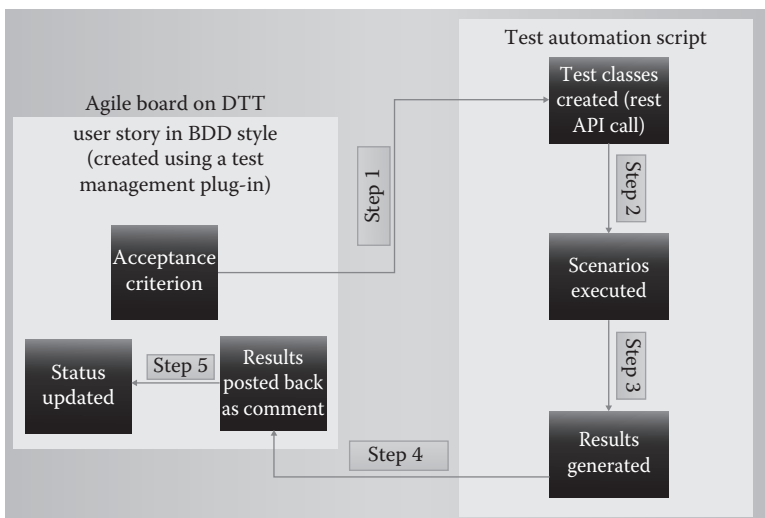 Test automation script
Agile board on DTT
user story in BDD style
(created using a test
management plug-in)
Acceptance
criterion
Step 1
Test classes
created (rest
API call)
Step 2
Scenarios
executed
Step 3
Results
generated
Step 4
Results
posted back
as comment
Step 5
Status
updated